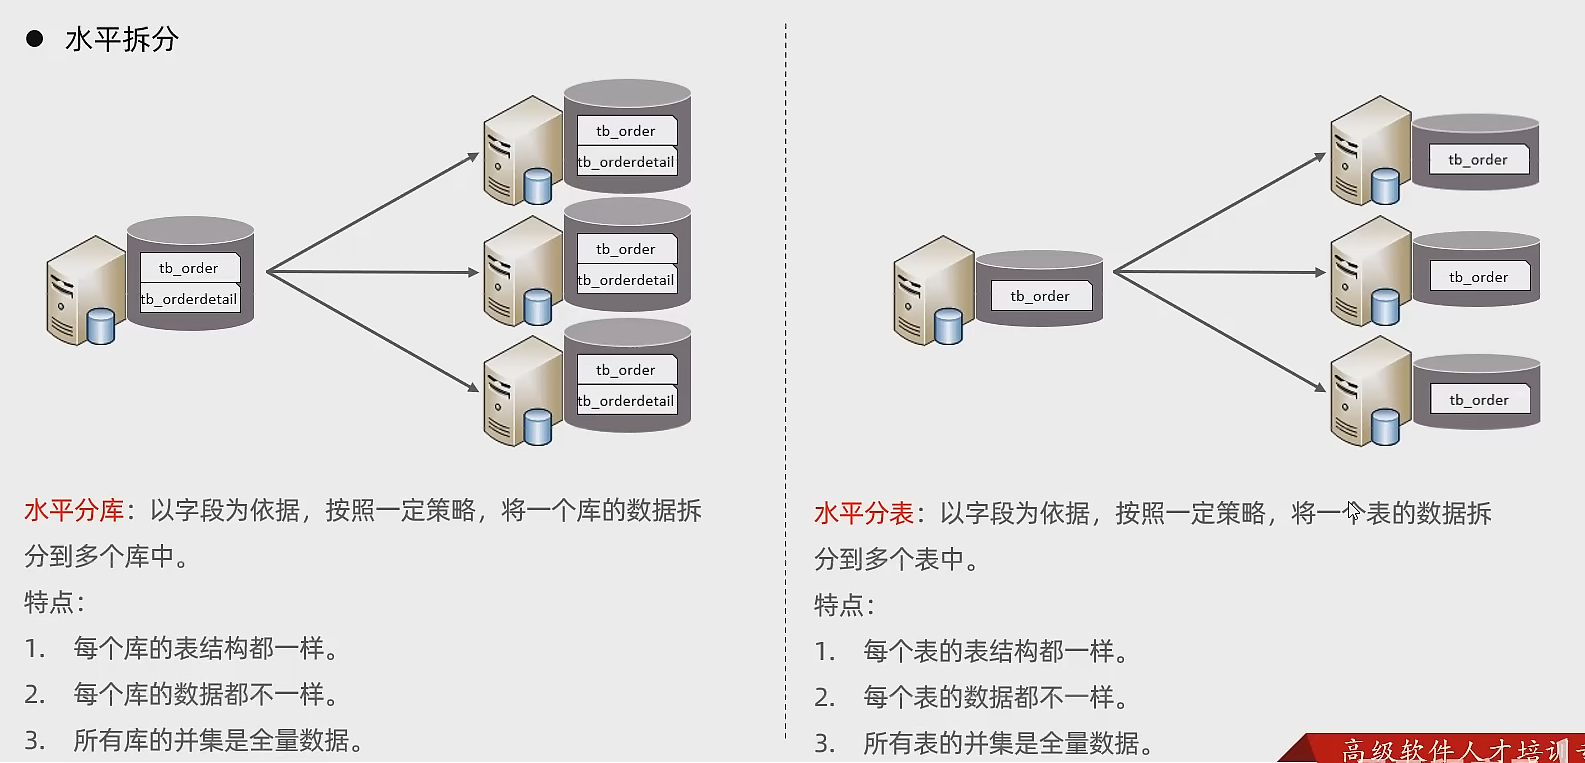 ● 水平拆分
tb_order
tb_orderdetail
tb_order
tb_orderdetail
tb_order
tb_orderdetail
tb_order
tb_orderdetail
水平分库：以字段为依据，按照一定策略，将一个库的数据拆
分到多个库中。
特点：
1. 每个库的表结构都一样。
2. 每个库的数据都不一样。
3. 所有库的并集是全量数据。
tb_order
tb_order
tb_order
tb_order
水平分表：以字段为依据，按照一定策略，将一个表的数据拆
分到多个表中。
特点：
1. 每个表的表结构都一样。
2. 每个表的数据都不一样。
3. 所有表的并集是全量数据。
高级软件人才培训